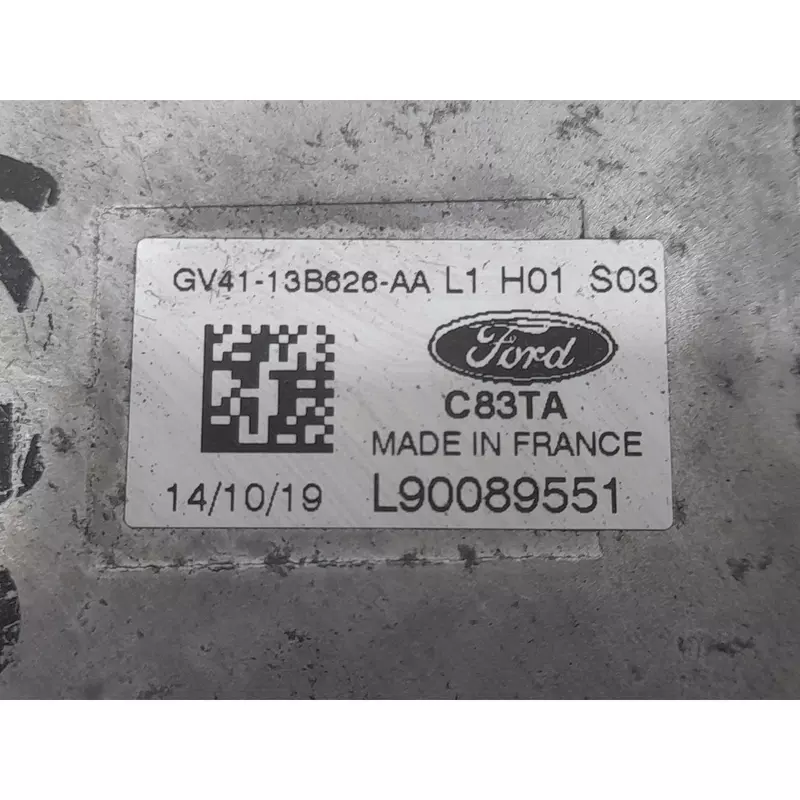 GV41-13B626-AA L1 H01 S03
Ford
C83TA
MADE IN FRANCE
14/10/19 L90089551